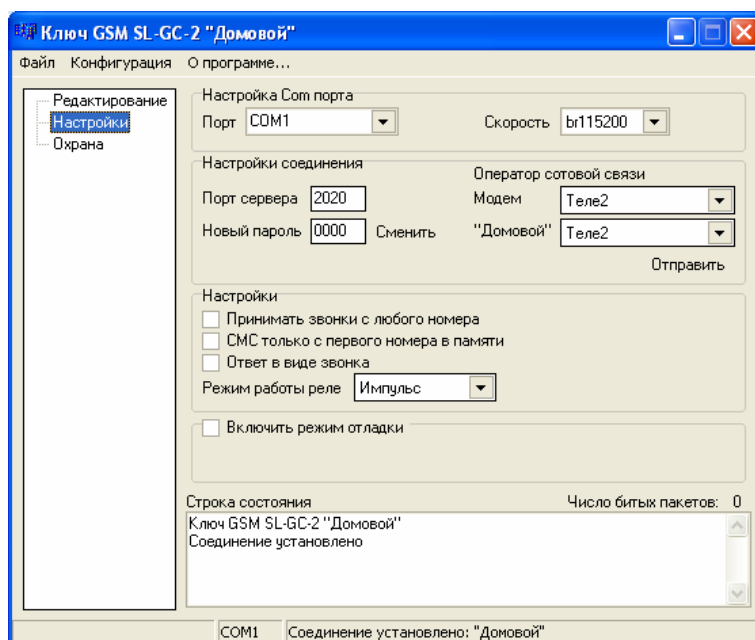 Ключ GSM SL-GC-2 "Домовой"
Файл Конфигурация О программе...
Редактирование
Настройки
Охрана
Настройка Com порта
Порт COM1 Скорость br115200
Настройки соединения
Оператор сотовой связи
Порт сервера 2020 Модем Теле2
Новый пароль 0000 Сменить "Домовой" Теле2
Отправить
Настройки
Принимать звонки с любого номера
СМС только с первого номера в памяти
Ответ в виде звонка
Режим работы реле Импульс
Включить режим отладки
Строка состояния Число битых пакетов: 0
Ключ GSM SL-GC-2 "Домовой"
Соединение установлено
COM1 Соединение установлено: "Домовой"